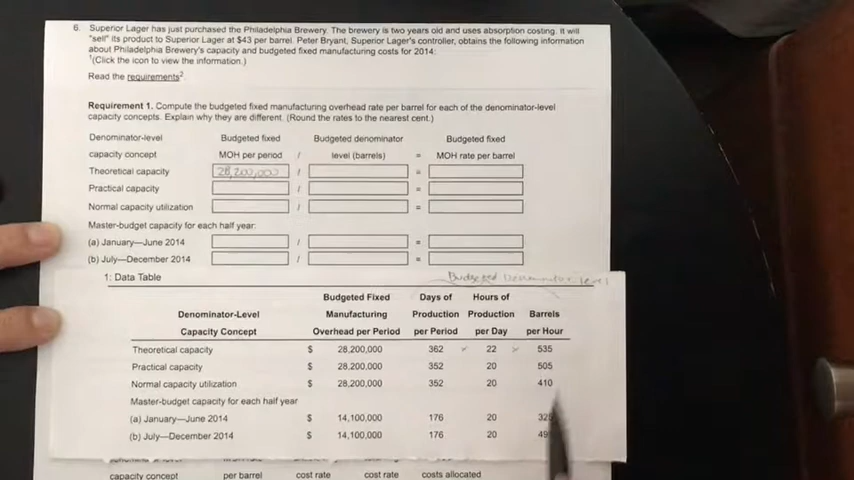 6. Superior Lager has just purchased the Philadelphia Brewery. The brewery is two years old and uses absorption costing. It will
"sell" its product to Superior Lager at $43 per barrel. Peter Bryant, Superior Lager's controller, obtains the following information
about Philadelphia Brewery's capacity and budgeted fixed manufacturing costs for 2014:
1(Click the icon to view the information.)
Read the requirements2
Requirement 1. Compute the budgeted fixed manufacturing overhead rate per barrel for each of the denominator-level
capacity concepts. Explain why they are different. (Round the rates to the nearest cent.)
Denominator-level Budgeted fixed Budgeted denominator Budgeted fixed
capacity concept MOH per period / level (barrels) = MOH rate per barrel
Theoretical capacity 28,200,000 / =
Practical capacity / =
Normal capacity utilization / =
Master-budget capacity for each half year:
(a) January—June 2014 / =
(b) July—December 2014 / =
1: Data Table Budgeted Denominator level
Budgeted Fixed Days of Hours of
Denominator-Level Manufacturing Production Production Barrels
Capacity Concept Overhead per Period per Period per Day per Hour
Theoretical capacity $ 28,200,000 362 × 22 × 535
Practical capacity $ 28,200,000 352 20 505
Normal capacity utilization $ 28,200,000 352 20 410
Master-budget capacity for each half year
(a) January—June 2014 $ 14,100,000 176 20
(b) July—December 2014 $ 14,100,000 176 20
capacity concept per barrel cost rate cost rate costs allocated